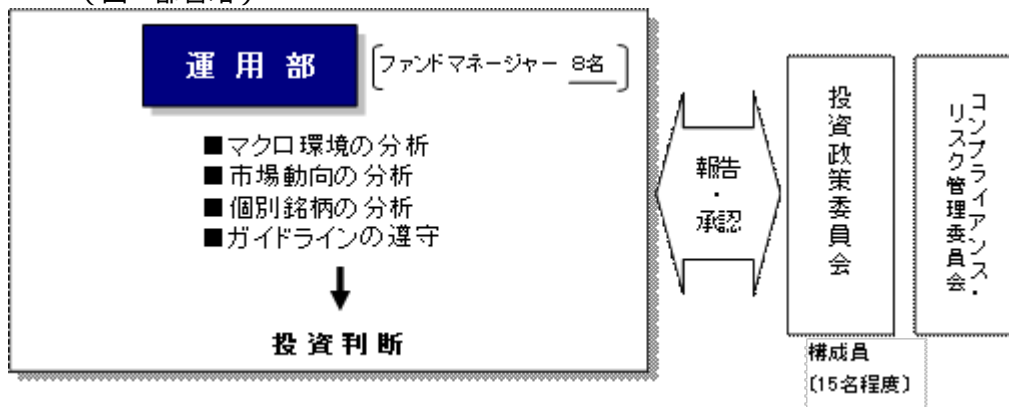 運用部
ファンドマネージャー 8名
■マクロ環境の分析
■市場動向の分析
■個別銘柄の分析
■ガイドラインの遵守
投資判断
報告
・
承認
投資政策委員会
コンプライアンス・
リスク管理委員会
構成員
〔15名程度〕